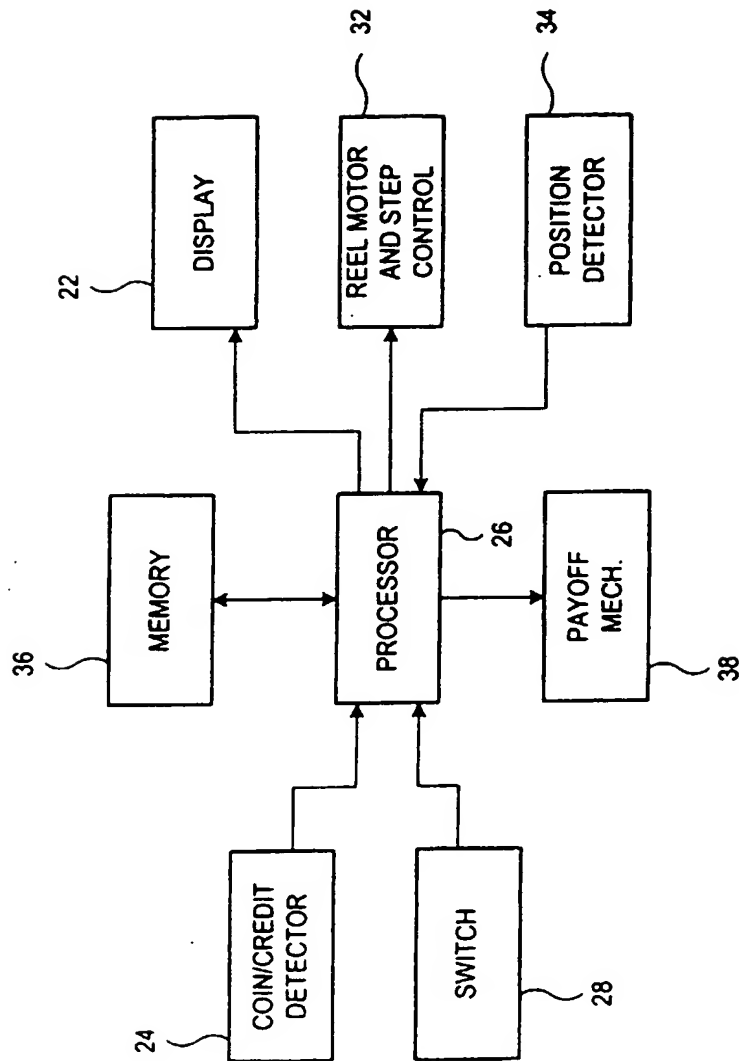 36
MEMORY
22
DISPLAY
24
COIN/CREDIT
DETECTOR
PROCESSOR
26
REEL MOTOR
AND STEP
CONTROL
32
28
SWITCH
38
PAYOFF
MECH.
POSITION
DETECTOR
34